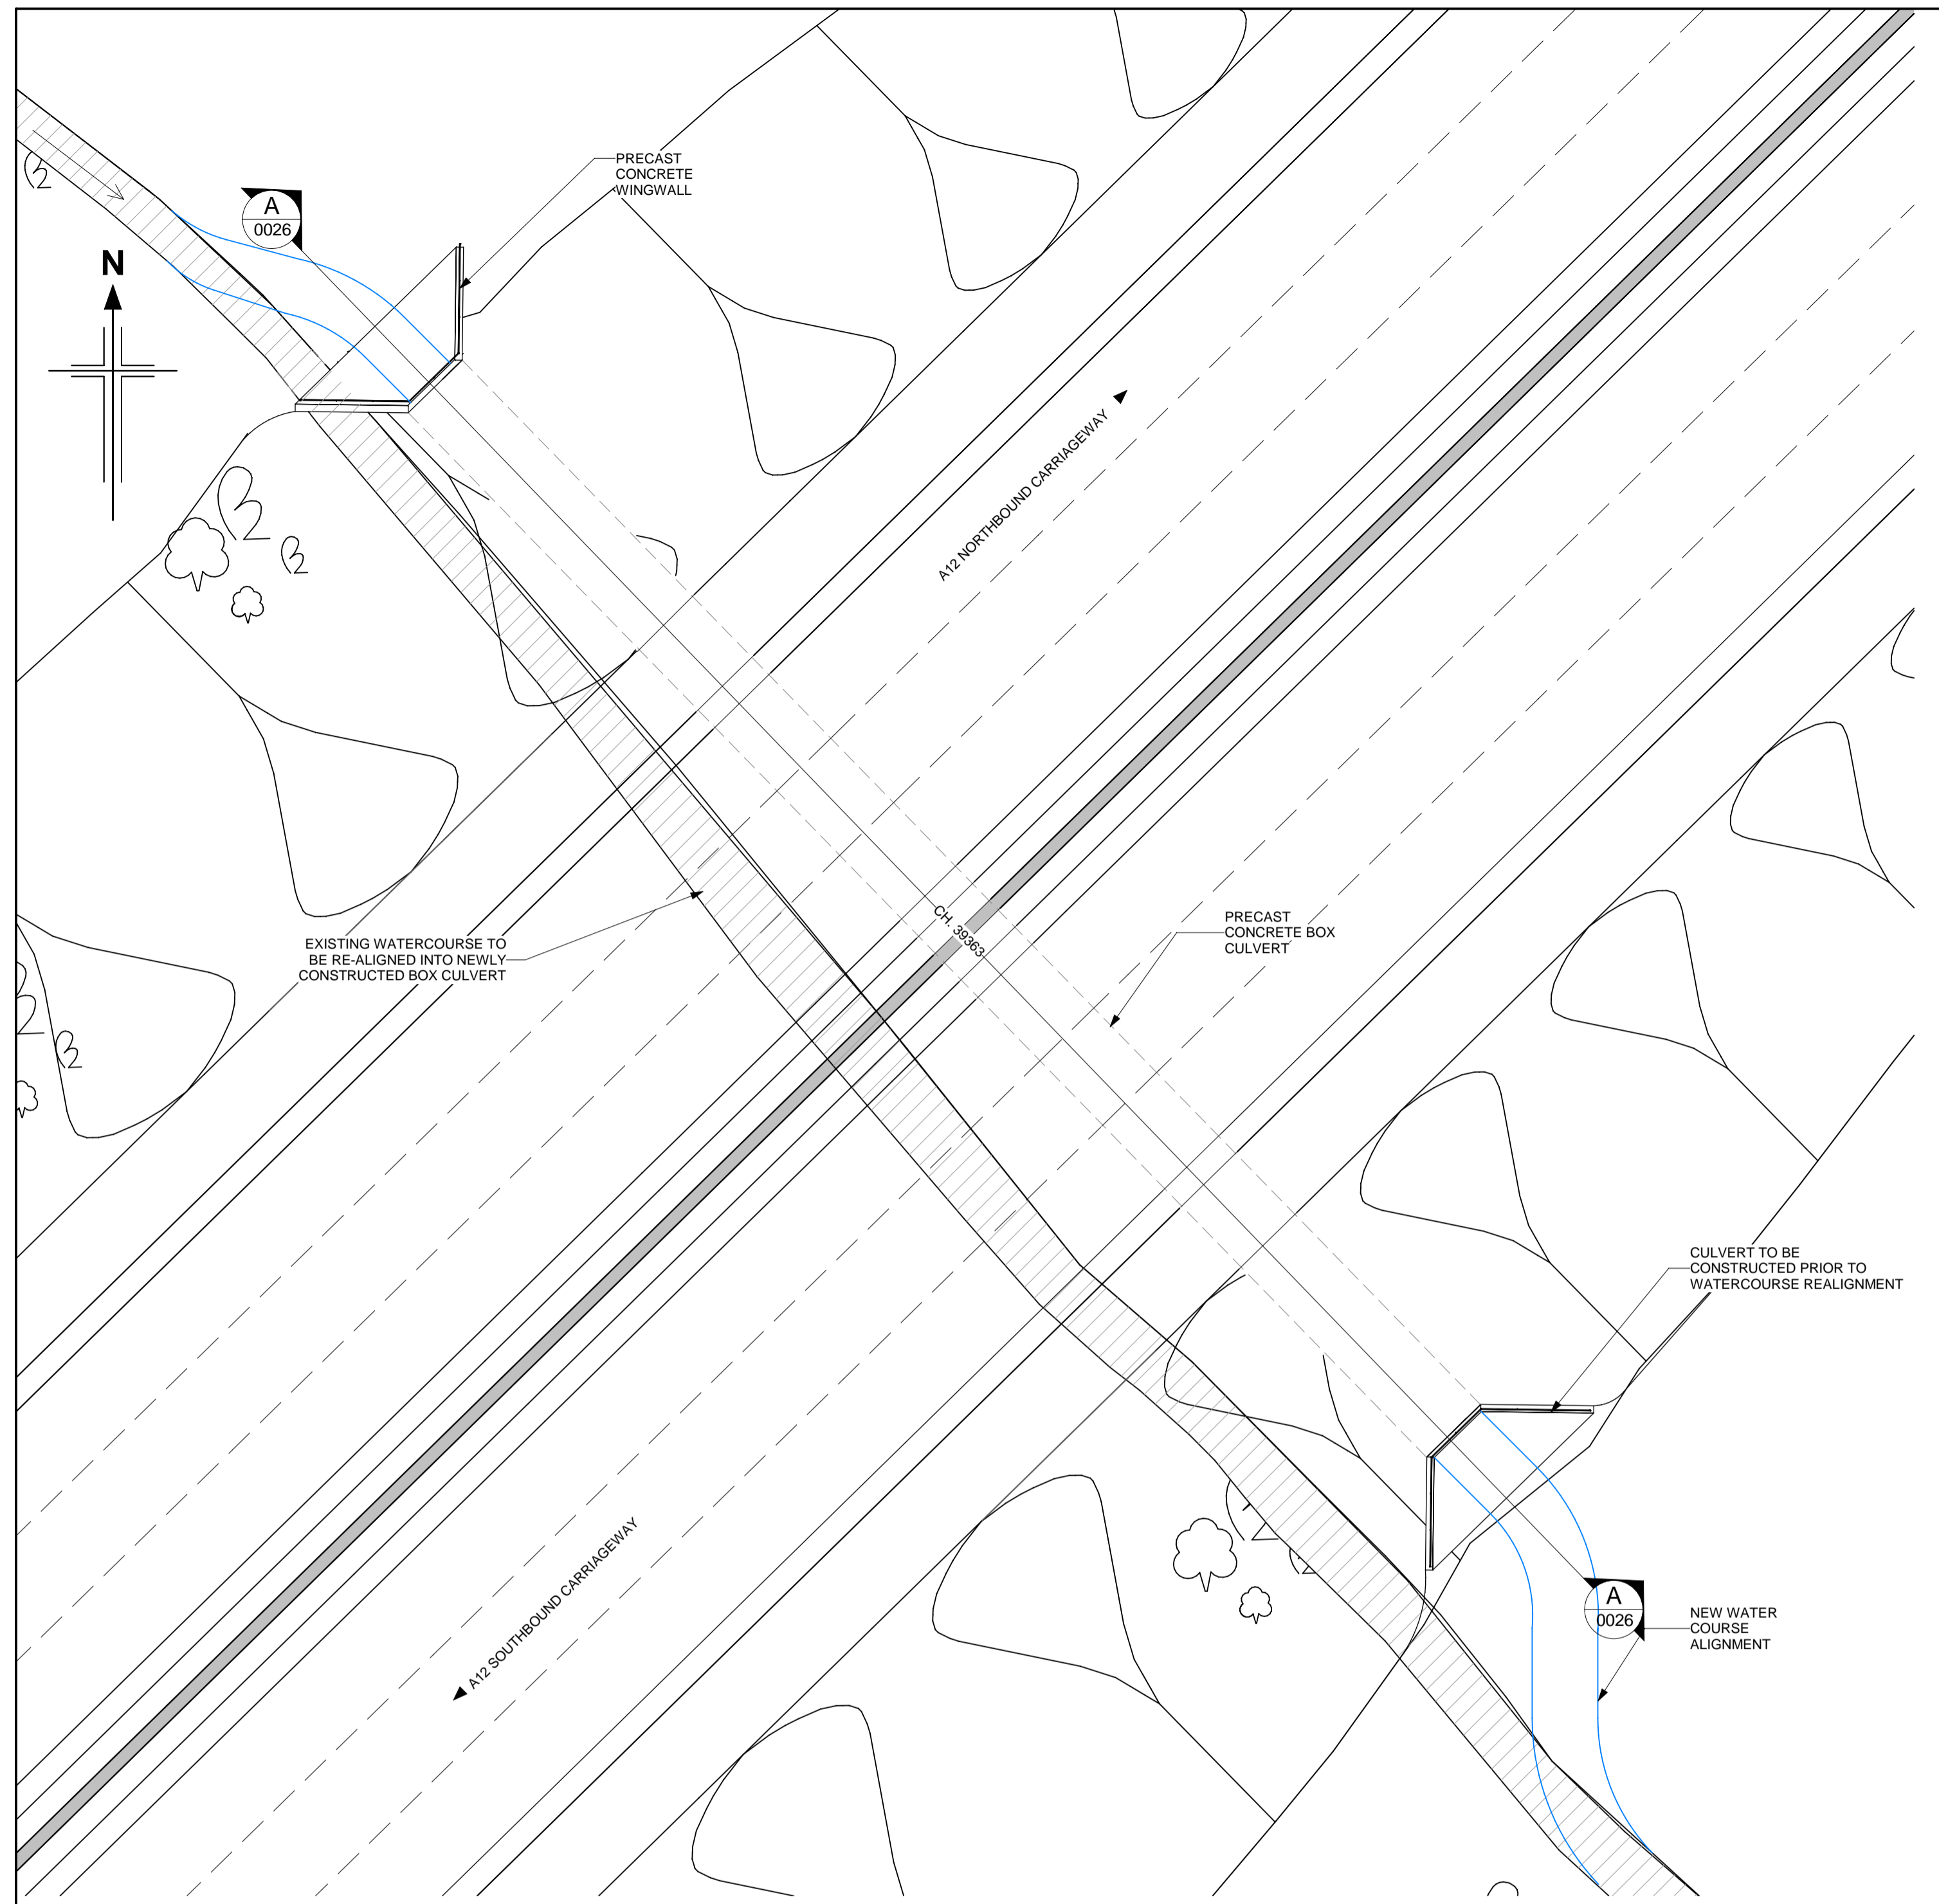 PRECAST
CONCRETE
WINGWALL
A
0026
N
A12 NORTHBOUND CARRIAGEWAY
CH. 39363
PRECAST
CONCRETE BOX
CULVERT
EXISTING WATERCOURSE TO
BE RE-ALIGNED INTO NEWLY
CONSTRUCTED BOX CULVERT
CULVERT TO BE
CONSTRUCTED PRIOR TO
WATERCOURSE REALIGNMENT
A12 SOUTHBOUND CARRIAGEWAY
A
0026
NEW WATER
COURSE
ALIGNMENT